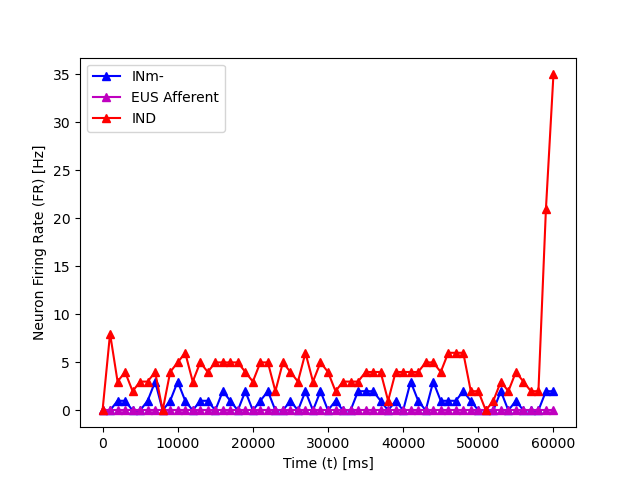 INm-
EUS Afferent
IND
Neuron Firing Rate (FR) [Hz]
35
30
25
20
15
10
5
0
0 10000 20000 30000 40000 50000 60000
Time (t) [ms]